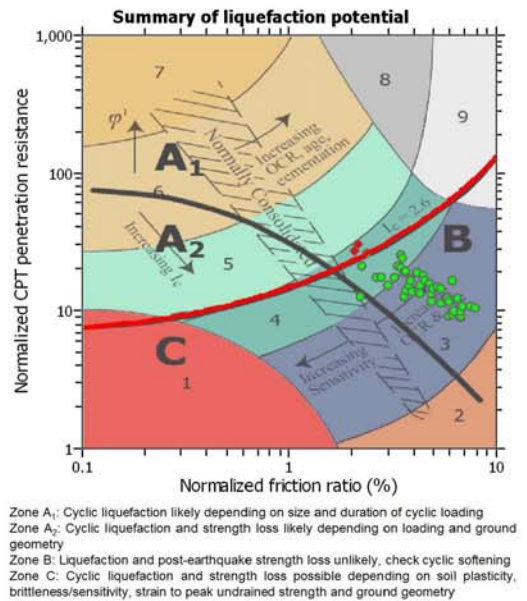 Summary of liquefaction potential
Normalized CPT penetration resistance
1,000
100
10
1
7
8
9
φ'
A1
Normally Consolidated
Increasing
OCR, age,
cementation
6
A2
Increasing Ic
5
Ic = 2.6
B
4
C
1
Increasing
Sensitivity
3
2
0.1
1
10
Normalized friction ratio (%)
Zone A1: Cyclic liquefaction likely depending on size and duration of cyclic loading
Zone A2: Cyclic liquefaction and strength loss likely depending on loading and ground
geometry
Zone B: Liquefaction and post-earthquake strength loss unlikely, check cyclic softening
Zone C: Cyclic liquefaction and strength loss possible depending on soil plasticity,
brittleness/sensitivity, strain to peak undrained strength and ground geometry